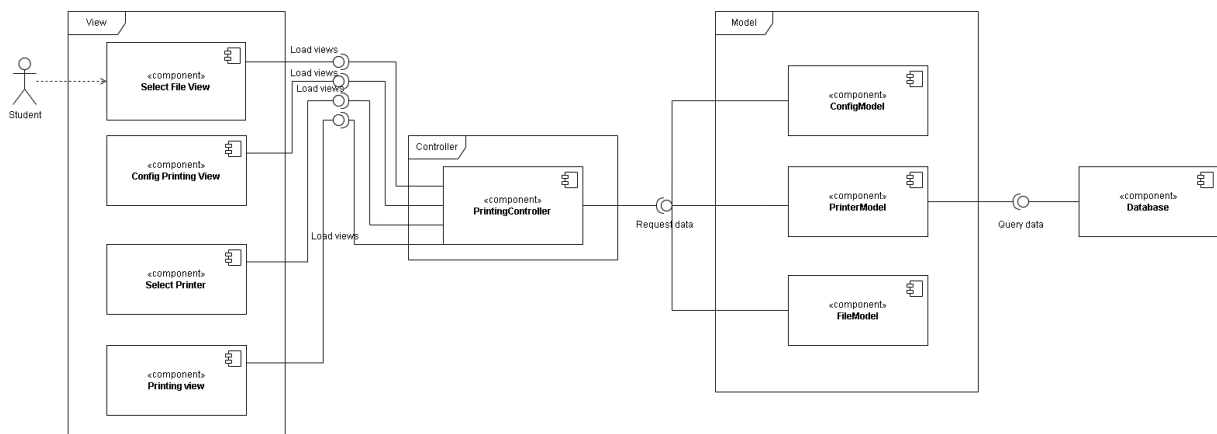 View
«component»
Select File View
Student
«component»
Config Printing View
«component»
Select Printer
«component»
Printing view
Load views
Load views
Load views
Load views
Controller
«component»
PrintingController
Request data
Model
«component»
ConfigModel
«component»
PrinterModel
«component»
FileModel
Query data
«component»
Database